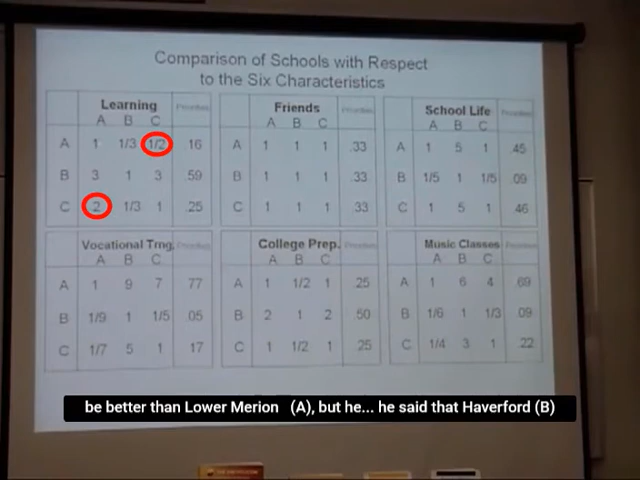 Comparison of Schools with Respect
to the Six Characteristics
Learning Priorities
A B C
A 1 1/3 1/2 .16
B 3 1 3 .59
C 2 1/3 1 .25
Friends Priorities
A B C
A 1 1 1 .33
B 1 1 1 .33
C 1 1 1 .33
School Life Priorities
A B C
A 1 5 1 .45
B 1/5 1 1/5 .09
C 1 5 1 .46
Vocational Trng. Priorities
A B C
A 1 9 7 .77
B 1/9 1 1/5 .05
C 1/7 5 1 .17
College Prep. Priorities
A B C
A 1 1/2 1 .25
B 2 1 2 .50
C 1 1/2 1 .25
Music Classes Priorities
A B C
A 1 6 4 .69
B 1/6 1 1/3 .09
C 1/4 3 1 .22
be better than Lower Merion (A), but he... he said that Haverford (B)